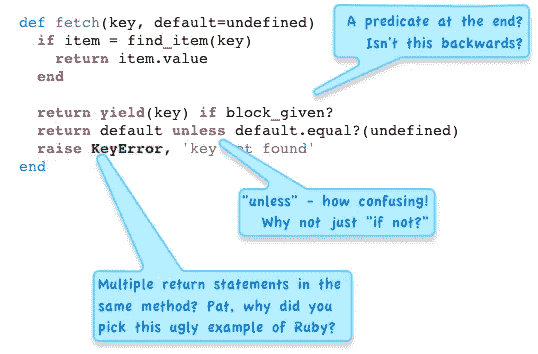 def fetch(key, default=undefined)
if item = find_item(key)
return item.value
end
return yield(key) if block_given?
return default unless default.equal?(undefined)
raise KeyError, 'key not found'
end
A predicate at the end?
Isn't this backwards?
"unless" - how confusing!
Why not just "if not?"
Multiple return statements in the
same method? Pat, why did you
pick this ugly example of Ruby?